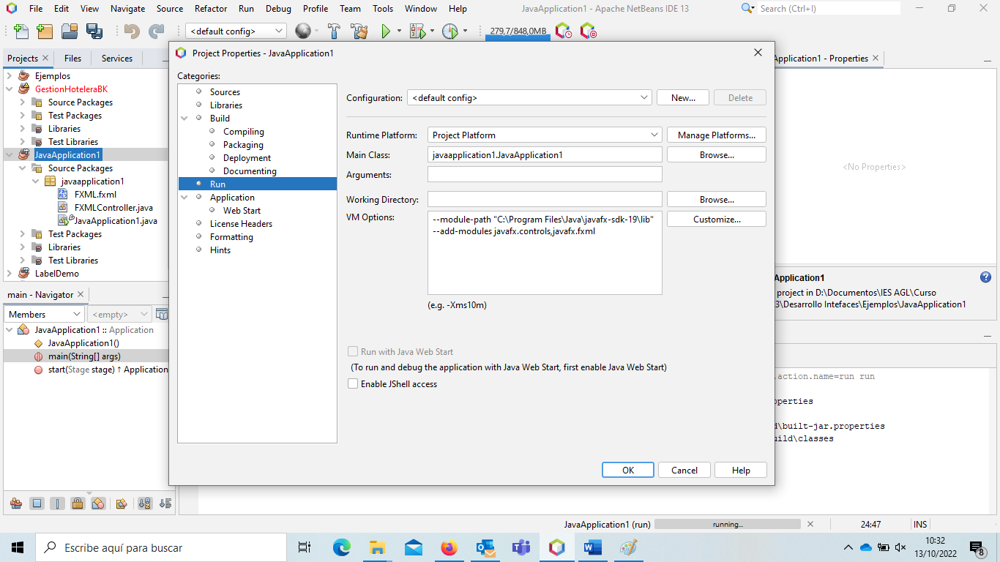 File Edit View Navigate Source Refactor Run Debug Profile Team Tools Window Help
JavaApplication1 - Apache NetBeans IDE 13
Search (Ctrl+I)
<default config>
279,7/848,0MB
Projects
Files
Services
Ejemplos
GestionHoteleraBK
Source Packages
Test Packages
Libraries
Test Libraries
JavaApplication1
Source Packages
javaapplication1
FXML.fxml
FXMLController.java
JavaApplication1.java
Test Packages
Libraries
Test Libraries
LabelDemo
main - Navigator
Members
<empty>
JavaApplication1 :: Application
JavaApplication1()
main(String[] args)
start(Stage stage) ↑ Application
Project Properties - JavaApplication1
Categories:
Sources
Libraries
Build
Compiling
Packaging
Deployment
Documenting
Run
Application
Web Start
License Headers
Formatting
Hints
Configuration:
<default config>
New...
Delete
Runtime Platform:
Project Platform
Manage Platforms...
Main Class:
javaapplication1.JavaApplication1
Browse...
Arguments:
Working Directory:
Browse...
VM Options:
--module-path "C:\Program Files\Java\javafx-sdk-19\lib"
--add-modules javafx.controls,javafx.fxml
Customize...
(e.g. -Xms10m)
Run with Java Web Start
(To run and debug the application with Java Web Start, first enable Java Web Start)
Enable JShell access
OK
Cancel
Help
Application1 - Properties
<No Properties>
Application1
project in D:\Documentos\IES AGL\Curso
3\Desarrollo Intefaces\Ejemplos\JavaApplication1
.action.name=run run
operties
d\built-jar.properties
uild\classes
JavaApplication1 (run)
running...
24:47
INS
Escribe aquí para buscar
10:32
13/10/2022
8